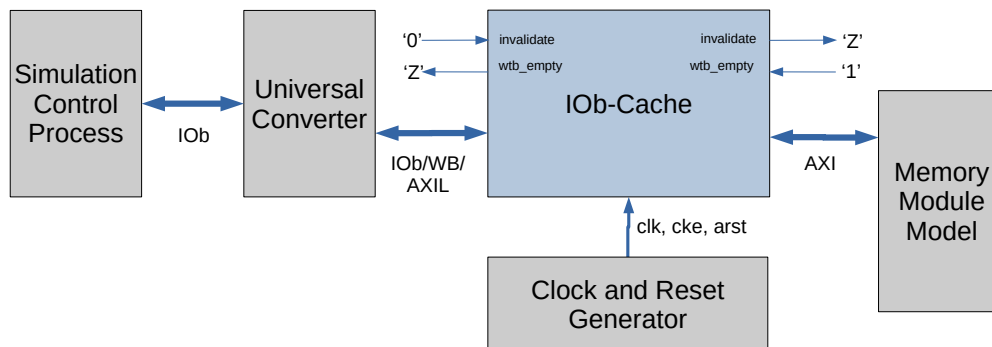 Simulation
Control
Process
IOb
Universal
Converter
IOb/WB/
AXIL
‘0’
‘Z’
invalidate
wtb_empty
IOb-Cache
invalidate
wtb_empty
‘Z’
‘1’
AXI
Memory
Module
Model
clk, cke, arst
Clock and Reset
Generator